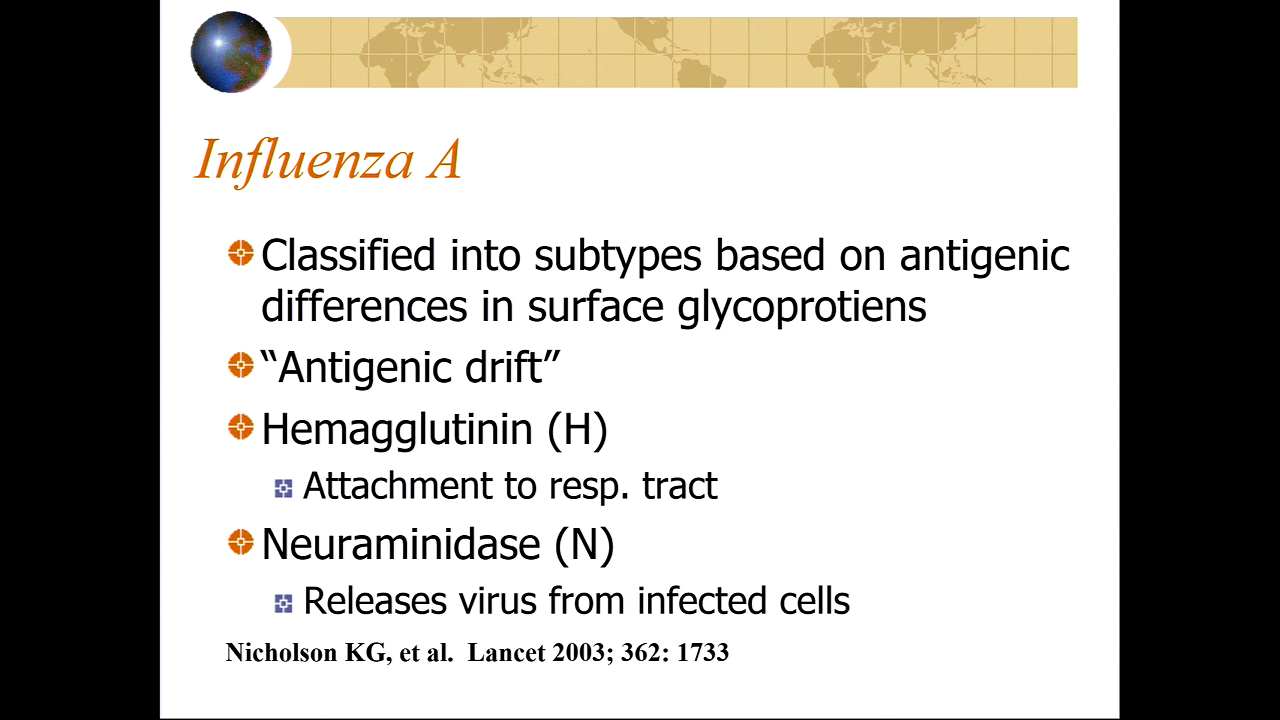 Influenza A
Classified into subtypes based on antigenic
differences in surface glycoprotiens
“Antigenic drift”
Hemagglutinin (H)
Attachment to resp. tract
Neuraminidase (N)
Releases virus from infected cells
Nicholson KG, et al.  Lancet 2003; 362: 1733